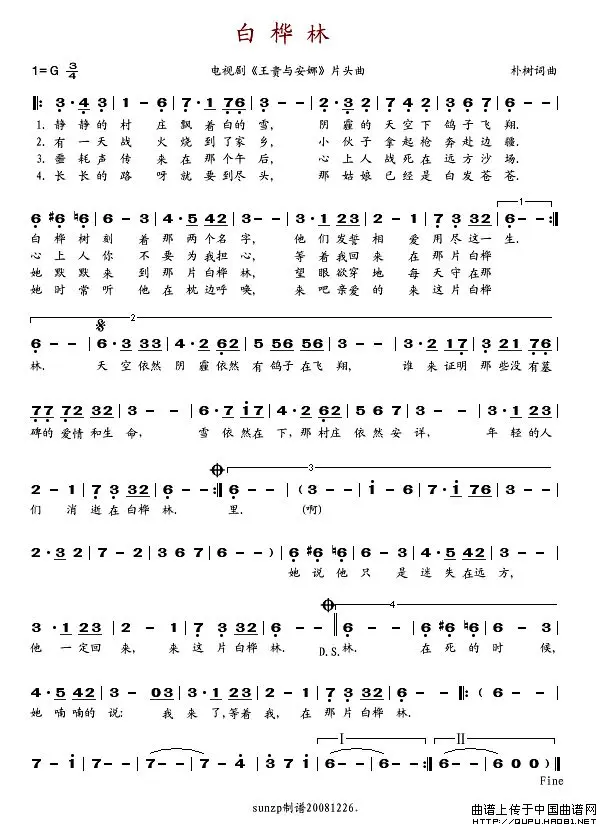 白桦林
1=G 3/4 电视剧《王贵与安娜》片头曲 朴树词曲
‖: 3·4 3 | 1 - 6 | 7·1 76 | 3 - - | 2·3 2 | 7 4 2 | 3 6 7 | 3 - - |
1. 静静的村 庄飘着白的雪, 阴霾的天空下鸽子飞翔.
2. 有一天战 火烧到了家乡, 小伙子拿起枪奔赴边疆.
3. 噩耗声传 来在那个午后, 心上人战死在远方沙场.
4. 长长的路 呀就要到尽头, 那姑娘已经是白发苍苍.
6 #6 ♮6 | 6 - 3 | 4·5 42 | 3 - - | 3·1 23 | 2 - 1 | 7 3 32 | 1 6 - - :‖
白桦树刻 着那两个名字, 他们发誓相 爱用尽这一生.
心上人你 不要为我担心, 等着我回来 在那片白桦
她默默来 到那片白桦林, 望眼欲穿地 每天守在那
她时常听 他在枕边呼唤, 来吧亲爱的 来这片白桦
2
6 - - | 6·3 33 | 4·2 62 | 5 56 56 | 3 - - | 3·2 17 | 3 21 76 |
林. 天空依然阴霾依然有鸽子在飞翔, 谁来证明那些没有墓
77 72 32 | 3 - - | 6·7 i7 | 4·2 62 | 5 6 7 | 3 - - | 3·1 23 |
碑的爱情和生命, 雪依然在下,那村庄依然安详, 年轻的人
3
2 - 1 | 7 3 32 | 6 - - :‖ 6 - - | ( 3 - - | i - 6 | 7·i 76 | 3 - - |
们 消逝在白桦林. 里. (啊)
2·3 2 | 7 - 2 | 3 6 7 | 6 - - ) | 6 #6 ♮6 | 6 - 3 | 4·5 42 | 3 - - |
她说他只 是迷失在远方,
4
3·1 23 | 2 - 1 | 7 3 32 | 6 - - ‖ 6 - - | 6 #6 ♮6 | 6 - 3 |
他一定回来, 来这片白桦林. D.S. 林. 在死的时候,
4·5 42 | 3 - 03 | 3·3 23 | 2 - 1 | 7·3 32 | 6 - - ‖: ( 6 - - |
她喃喃的说: 我来了,等着我, 在那片白桦林.
I II
7 - i | 7 - - | 7 - - | 7 - 4 | 3 7 i | 6 - - | 6 - - :‖ 6 - - | 6 - - ) ‖
Fine
sunzp制谱20081226.
曲谱上传于中国曲谱网
http://QUPU.HAO81.NET